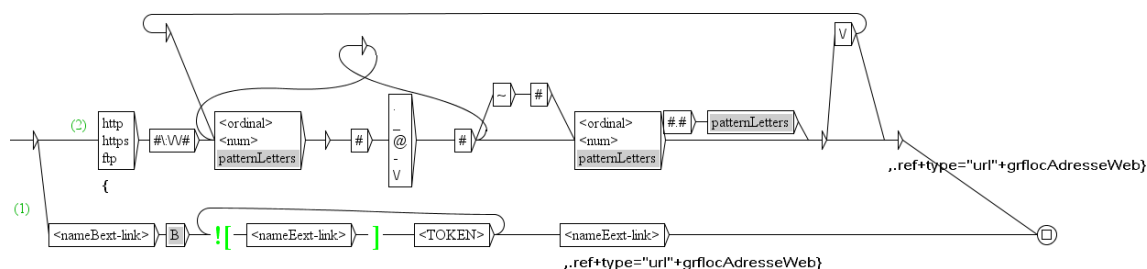 (2)
http
https
ftp
{
#\:\/\/#
<ordinal>
<num>
patternLetters
#
.
_
@
-
\/
#
~
#
<ordinal>
<num>
patternLetters
#.#
patternLetters
\/
,.ref+type="url"+grflocAdresseWeb}
(1)
<nameBext-link>
B
![
<nameEext-link>
]
<TOKEN>
<nameEext-link>
,.ref+type="url"+grflocAdresseWeb}